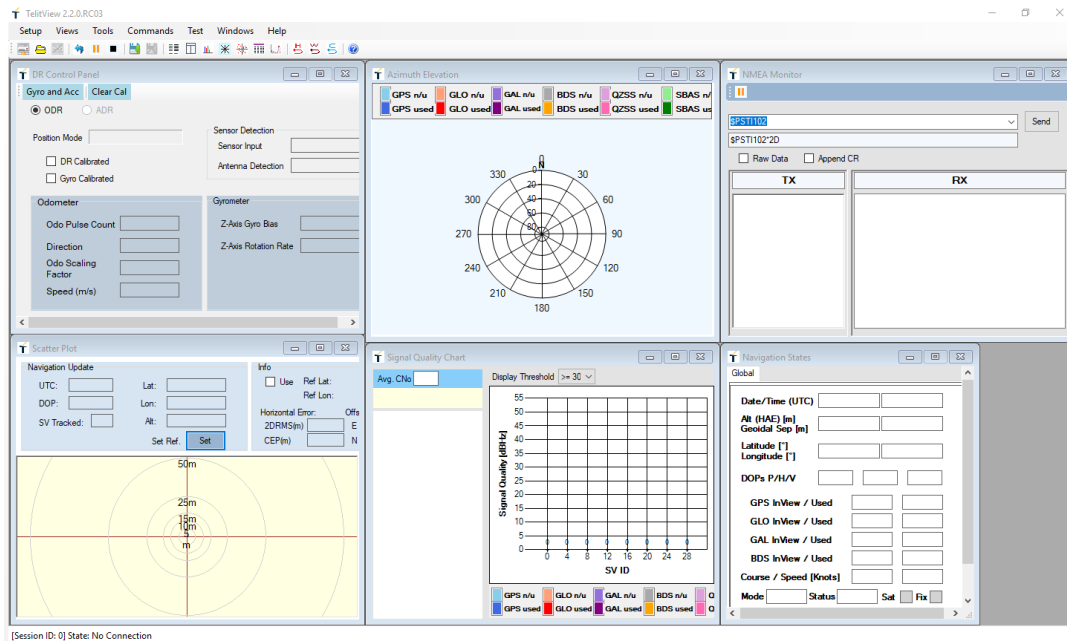 TelitView 2.2.0.RC03
Setup Views Tools Commands Test Windows Help
DR Control Panel
Gyro and Acc Clear Cal
ODR ADR
Position Mode
DR Calibrated
Gyro Calibrated
Sensor Detection
Sensor Input
Antenna Detection
Odometer
Odo Pulse Count
Direction
Odo Scaling
Factor
Speed (m/s)
Gyrometer
Z-Axis Gyro Bias
Z-Axis Rotation Rate
Azimuth Elevation
GPS n/u GLO n/u GAL n/u BDS n/u QZSS n/u SBAS n/
GPS used GLO used GAL used BDS used QZSS used SBAS us
0
N
330 30
300 60
270 90
240 120
210 150
180
0
20
40
60
80
NMEA Monitor
$PSTI102
Send
$PSTI102*2D
Raw Data Append CR
TX RX
Scatter Plot
Navigation Update
UTC: Lat:
DOP: Lon:
SV Tracked: Alt:
Set Ref. Set
Info
Use Ref Lat:
Ref Lon:
Horizontal Error: Offs
2DRMS(m) E
CEP(m) N
50m
25m
15m
10m
5
m
Signal Quality Chart
Avg. CNo
Display Threshold >= 30
Signal Quality [dBHz]
55
50
45
40
35
30
25
20
15
10
5
0
0 0 0 0 0 0 0 0
0 4 8 12 16 20 24 28
SV ID
GPS n/u GLO n/u GAL n/u BDS n/u Q
GPS used GLO used GAL used BDS used Q
Navigation States
Global
Date/Time (UTC)
Alt (HAE) [m]
Geoidal Sep [m]
Latitude [°]
Longitude [°]
DOPs P/H/V
GPS InView / Used
GLO InView / Used
GAL InView / Used
BDS InView / Used
Course / Speed [Knots]
Mode Status Sat Fix
[Session ID: 0] State: No Connection